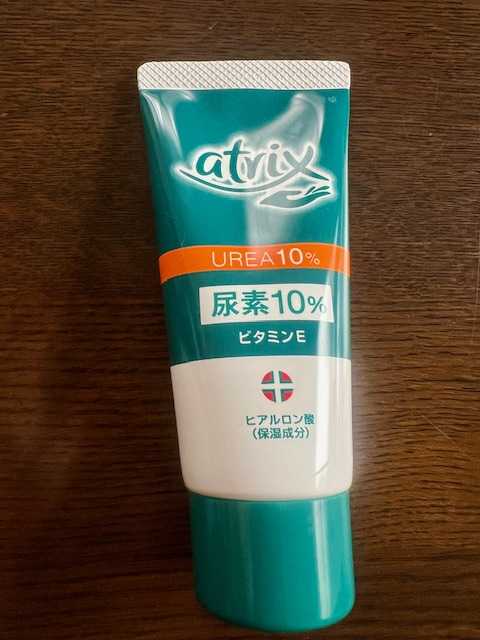 atrix
UREA10%
尿素10%
ビタミンE
ヒアルロン酸
(保湿成分)